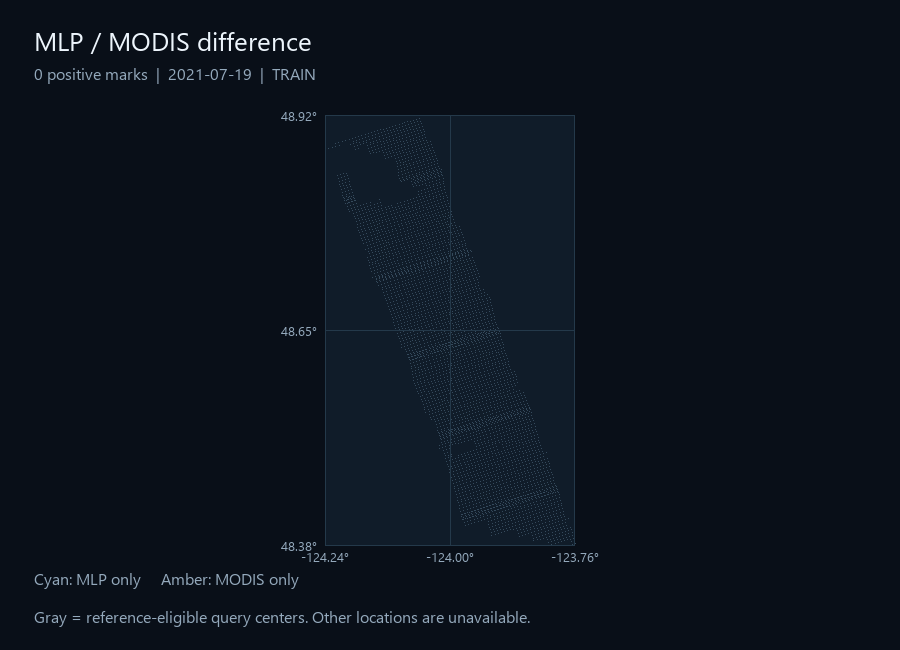 MLP / MODIS difference
0 positive marks | 2021-07-19 | TRAIN
48.92°
48.65°
48.38°
-124.24° -124.00° -123.76°
Cyan: MLP only Amber: MODIS only
Gray = reference-eligible query centers. Other locations are unavailable.